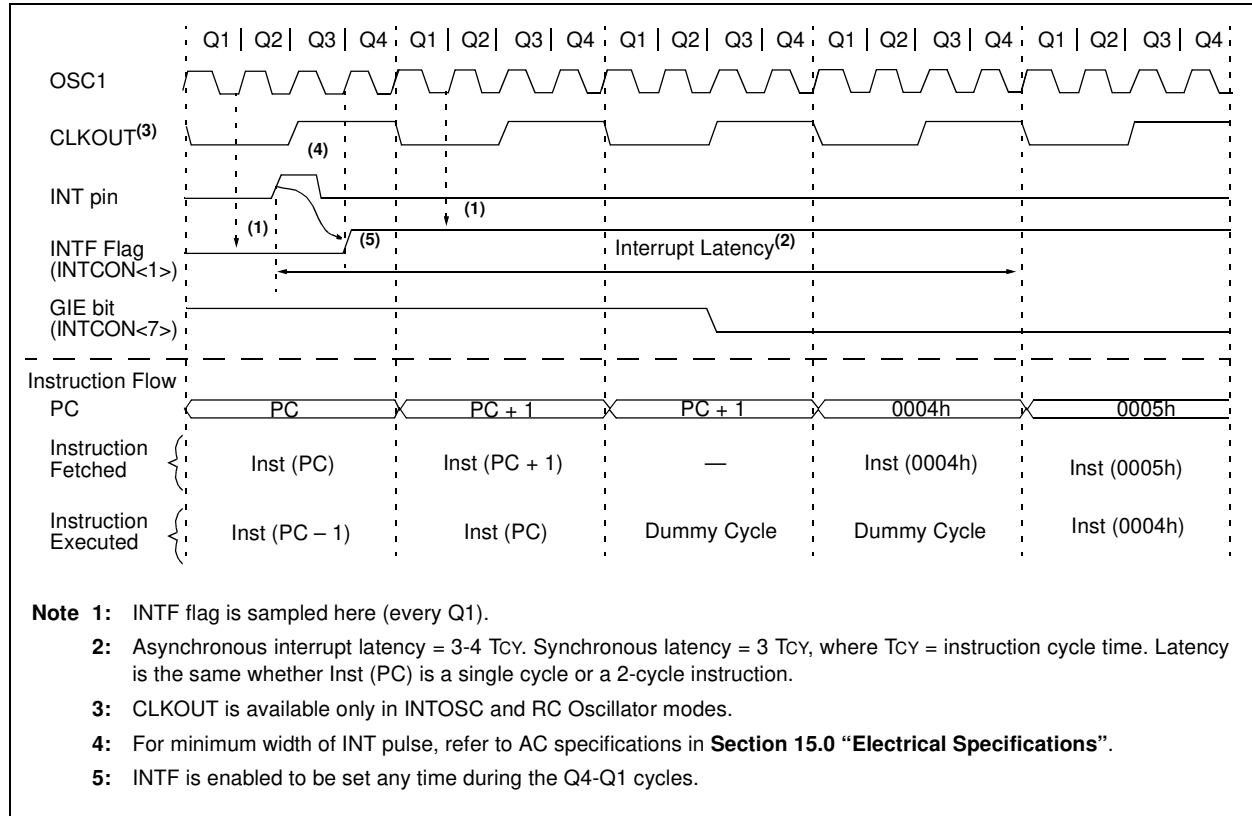 Q1 | Q2 | Q3 | Q4 Q1 | Q2 | Q3 | Q4 Q1 | Q2 | Q3 | Q4 Q1 | Q2 | Q3 | Q4 Q1 | Q2 | Q3 | Q4
OSC1
CLKOUT(3)
(4)
INT pin
(1)
(1)
(5)
INTF Flag
(INTCON<1>)
Interrupt Latency(2)
GIE bit
(INTCON<7>)
Instruction Flow
PC PC PC + 1 PC + 1 0004h 0005h
Instruction
Fetched
Inst (PC) Inst (PC + 1) — Inst (0004h) Inst (0005h)
Instruction
Executed
Inst (PC – 1) Inst (PC) Dummy Cycle Dummy Cycle Inst (0004h)
Note 1: INTF flag is sampled here (every Q1).
2: Asynchronous interrupt latency = 3-4 TCY. Synchronous latency = 3 TCY, where TCY = instruction cycle time. Latency
is the same whether Inst (PC) is a single cycle or a 2-cycle instruction.
3: CLKOUT is available only in INTOSC and RC Oscillator modes.
4: For minimum width of INT pulse, refer to AC specifications in Section 15.0 “Electrical Specifications”.
5: INTF is enabled to be set any time during the Q4-Q1 cycles.